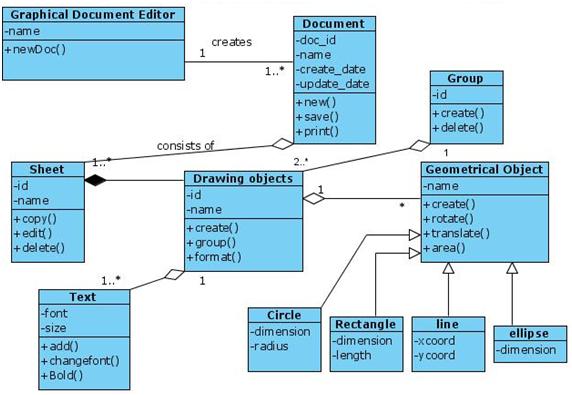 Graphical Document Editor
-name
+newDoc()
creates
1
1..*
Document
-doc_id
-name
-create_date
-update_date
+new()
+save()
+print()
Group
-id
+create()
+delete()
consists of
1..*
2..*
1
Sheet
-id
-name
+copy()
+edit()
+delete()
Drawing objects
-id
-name
+create()
+group()
+format()
1
*
Geometrical Object
-name
+create()
+rotate()
+translate()
+area()
1..*
1
Text
-font
-size
+add()
+changefont()
+Bold()
Circle
-dimension
-radius
Rectangle
-dimension
-length
line
-xcoord
-ycoord
ellipse
-dimension